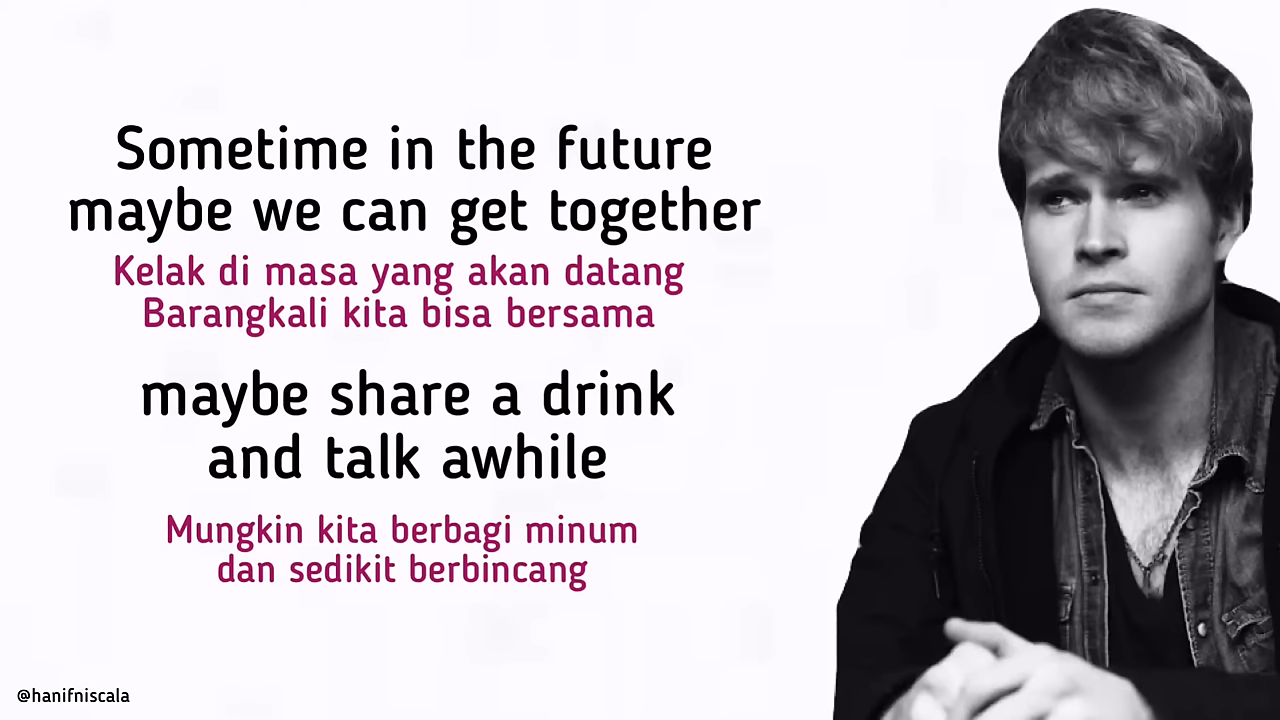 Sometime in the future
maybe we can get together
Kelak di masa yang akan datang
Barangkali kita bisa bersama
maybe share a drink
and talk awhile
Mungkin kita berbagi minum
dan sedikit berbincang
@hanifniscala